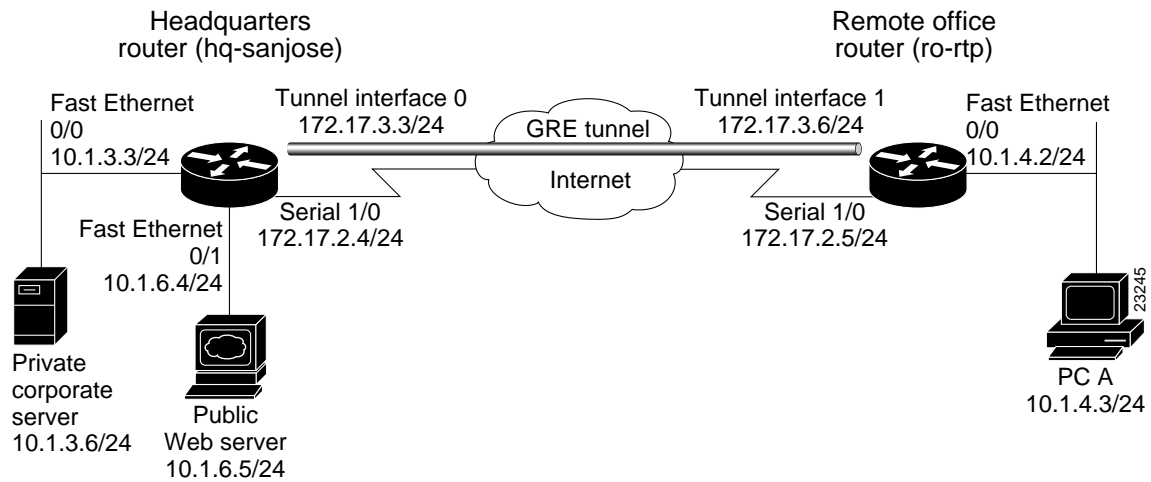 Headquarters
router (hq-sanjose)
Remote office
router (ro-rtp)
Fast Ethernet
0/0
10.1.3.3/24
Tunnel interface 0
172.17.3.3/24
GRE tunnel
Internet
Tunnel interface 1
172.17.3.6/24
Fast Ethernet
0/0
10.1.4.2/24
Serial 1/0
172.17.2.4/24
Serial 1/0
172.17.2.5/24
Fast Ethernet
0/1
10.1.6.4/24
Private
corporate
server
10.1.3.6/24
Public
Web server
10.1.6.5/24
PC A
10.1.4.3/24
23245